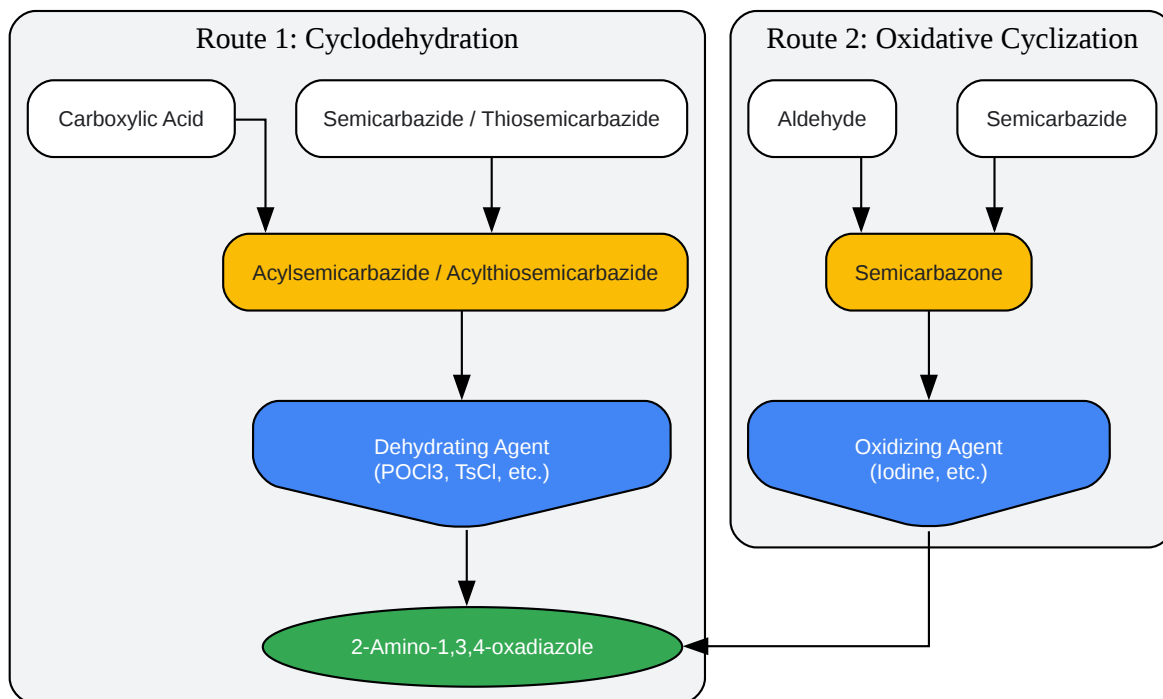 Route 1: Cyclodehydration
Carboxylic Acid
Semicarbazide / Thiosemicarbazide
Acylsemicarbazide / Acylthiosemicarbazide
Dehydrating Agent
(POCl3, TsCl, etc.)
2-Amino-1,3,4-oxadiazole
Route 2: Oxidative Cyclization
Aldehyde
Semicarbazide
Semicarbazone
Oxidizing Agent
(Iodine, etc.)